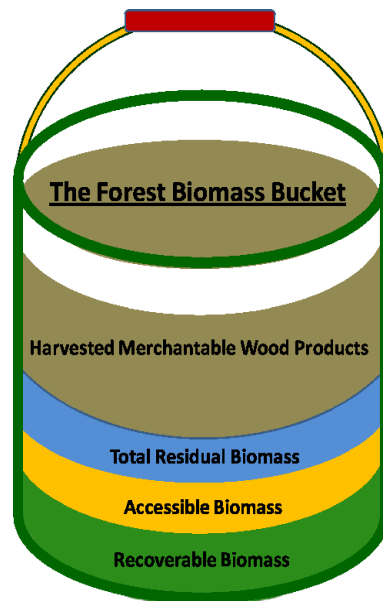 The Forest Biomass Bucket
Harvested Merchantable Wood Products
Total Residual Biomass
Accessible Biomass
Recoverable Biomass